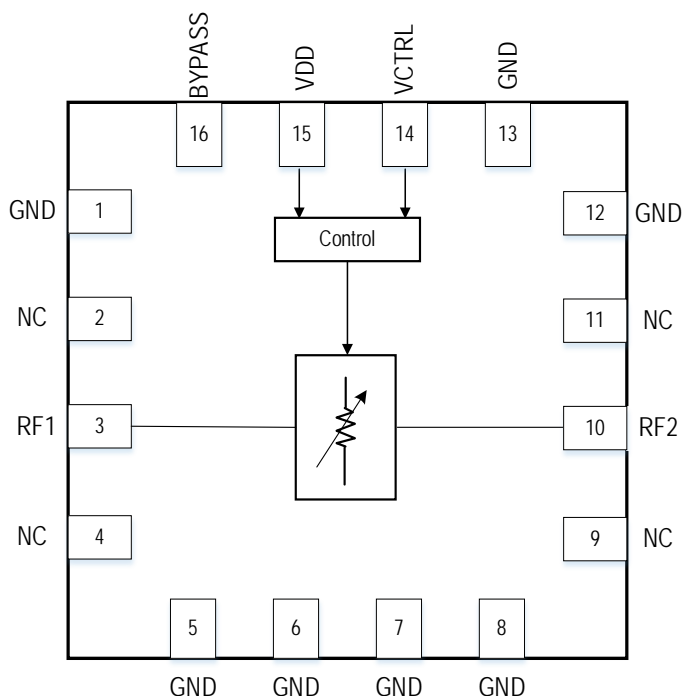 BYPASS VDD VCTRL GND
16 15 14 13
GND 1 12 GND
Control
NC 2 11 NC
RF1 3 10 RF2
NC 4 9 NC
5 6 7 8
GND GND GND GND